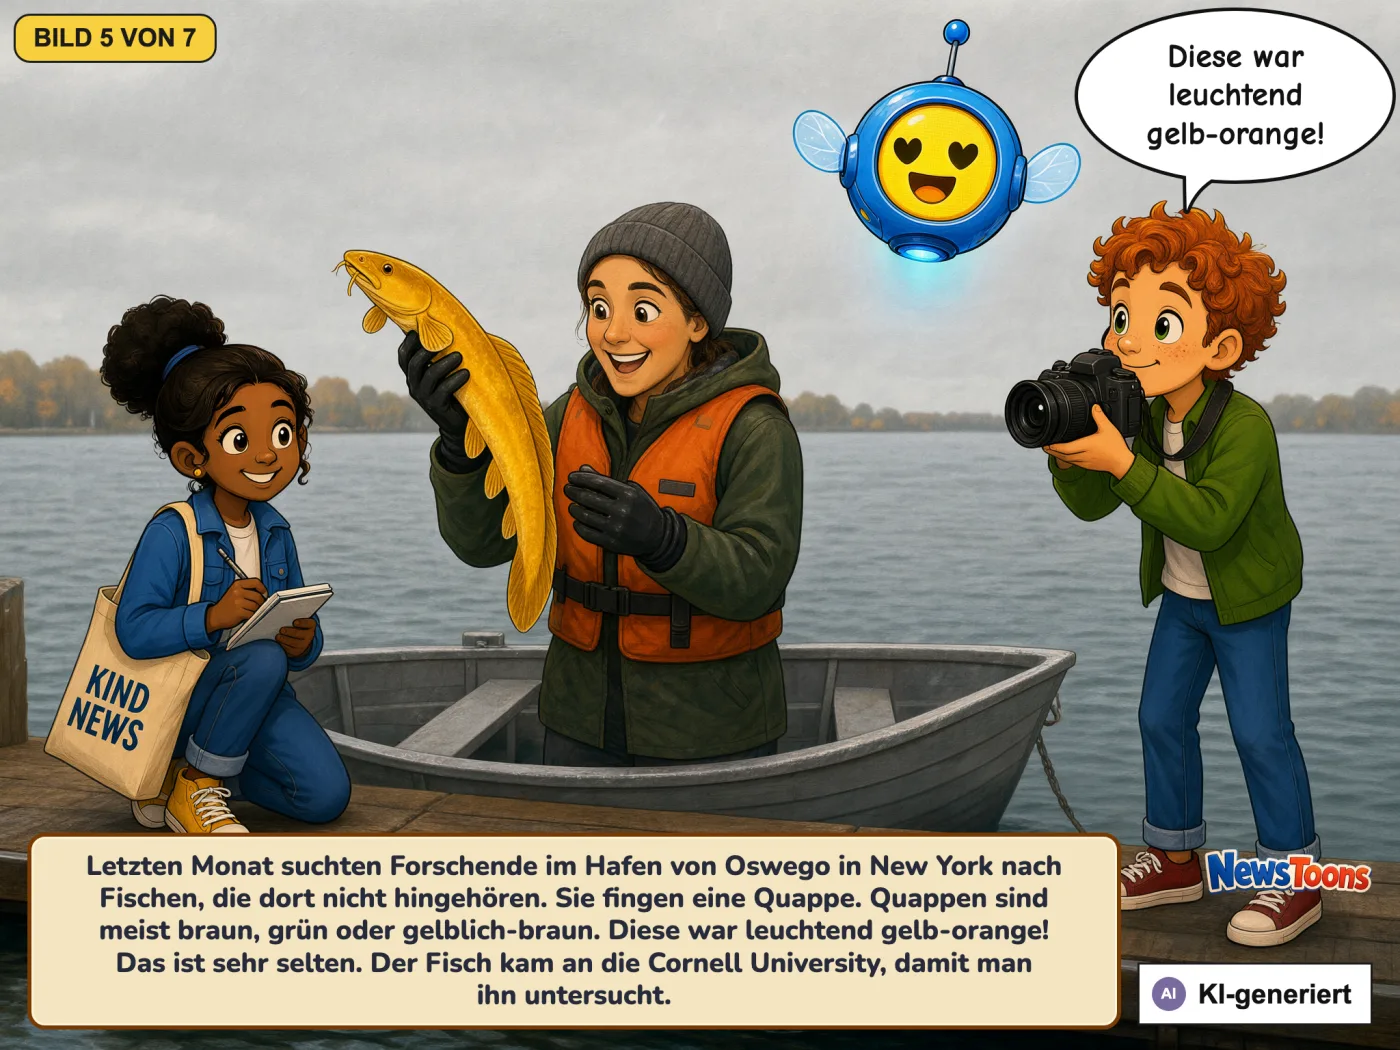 BILD 5 VON 7
Diese war
leuchtend
gelb-orange!
KIND
NEWS
Letzten Monat suchten Forschende im Hafen von Oswego in New York nach
Fischen, die dort nicht hingehören. Sie fingen eine Quappe. Quappen sind
meist braun, grün oder gelblich-braun. Diese war leuchtend gelb-orange!
Das ist sehr selten. Der Fisch kam an die Cornell University, damit man
ihn untersucht.
NewsToons
AI KI-generiert